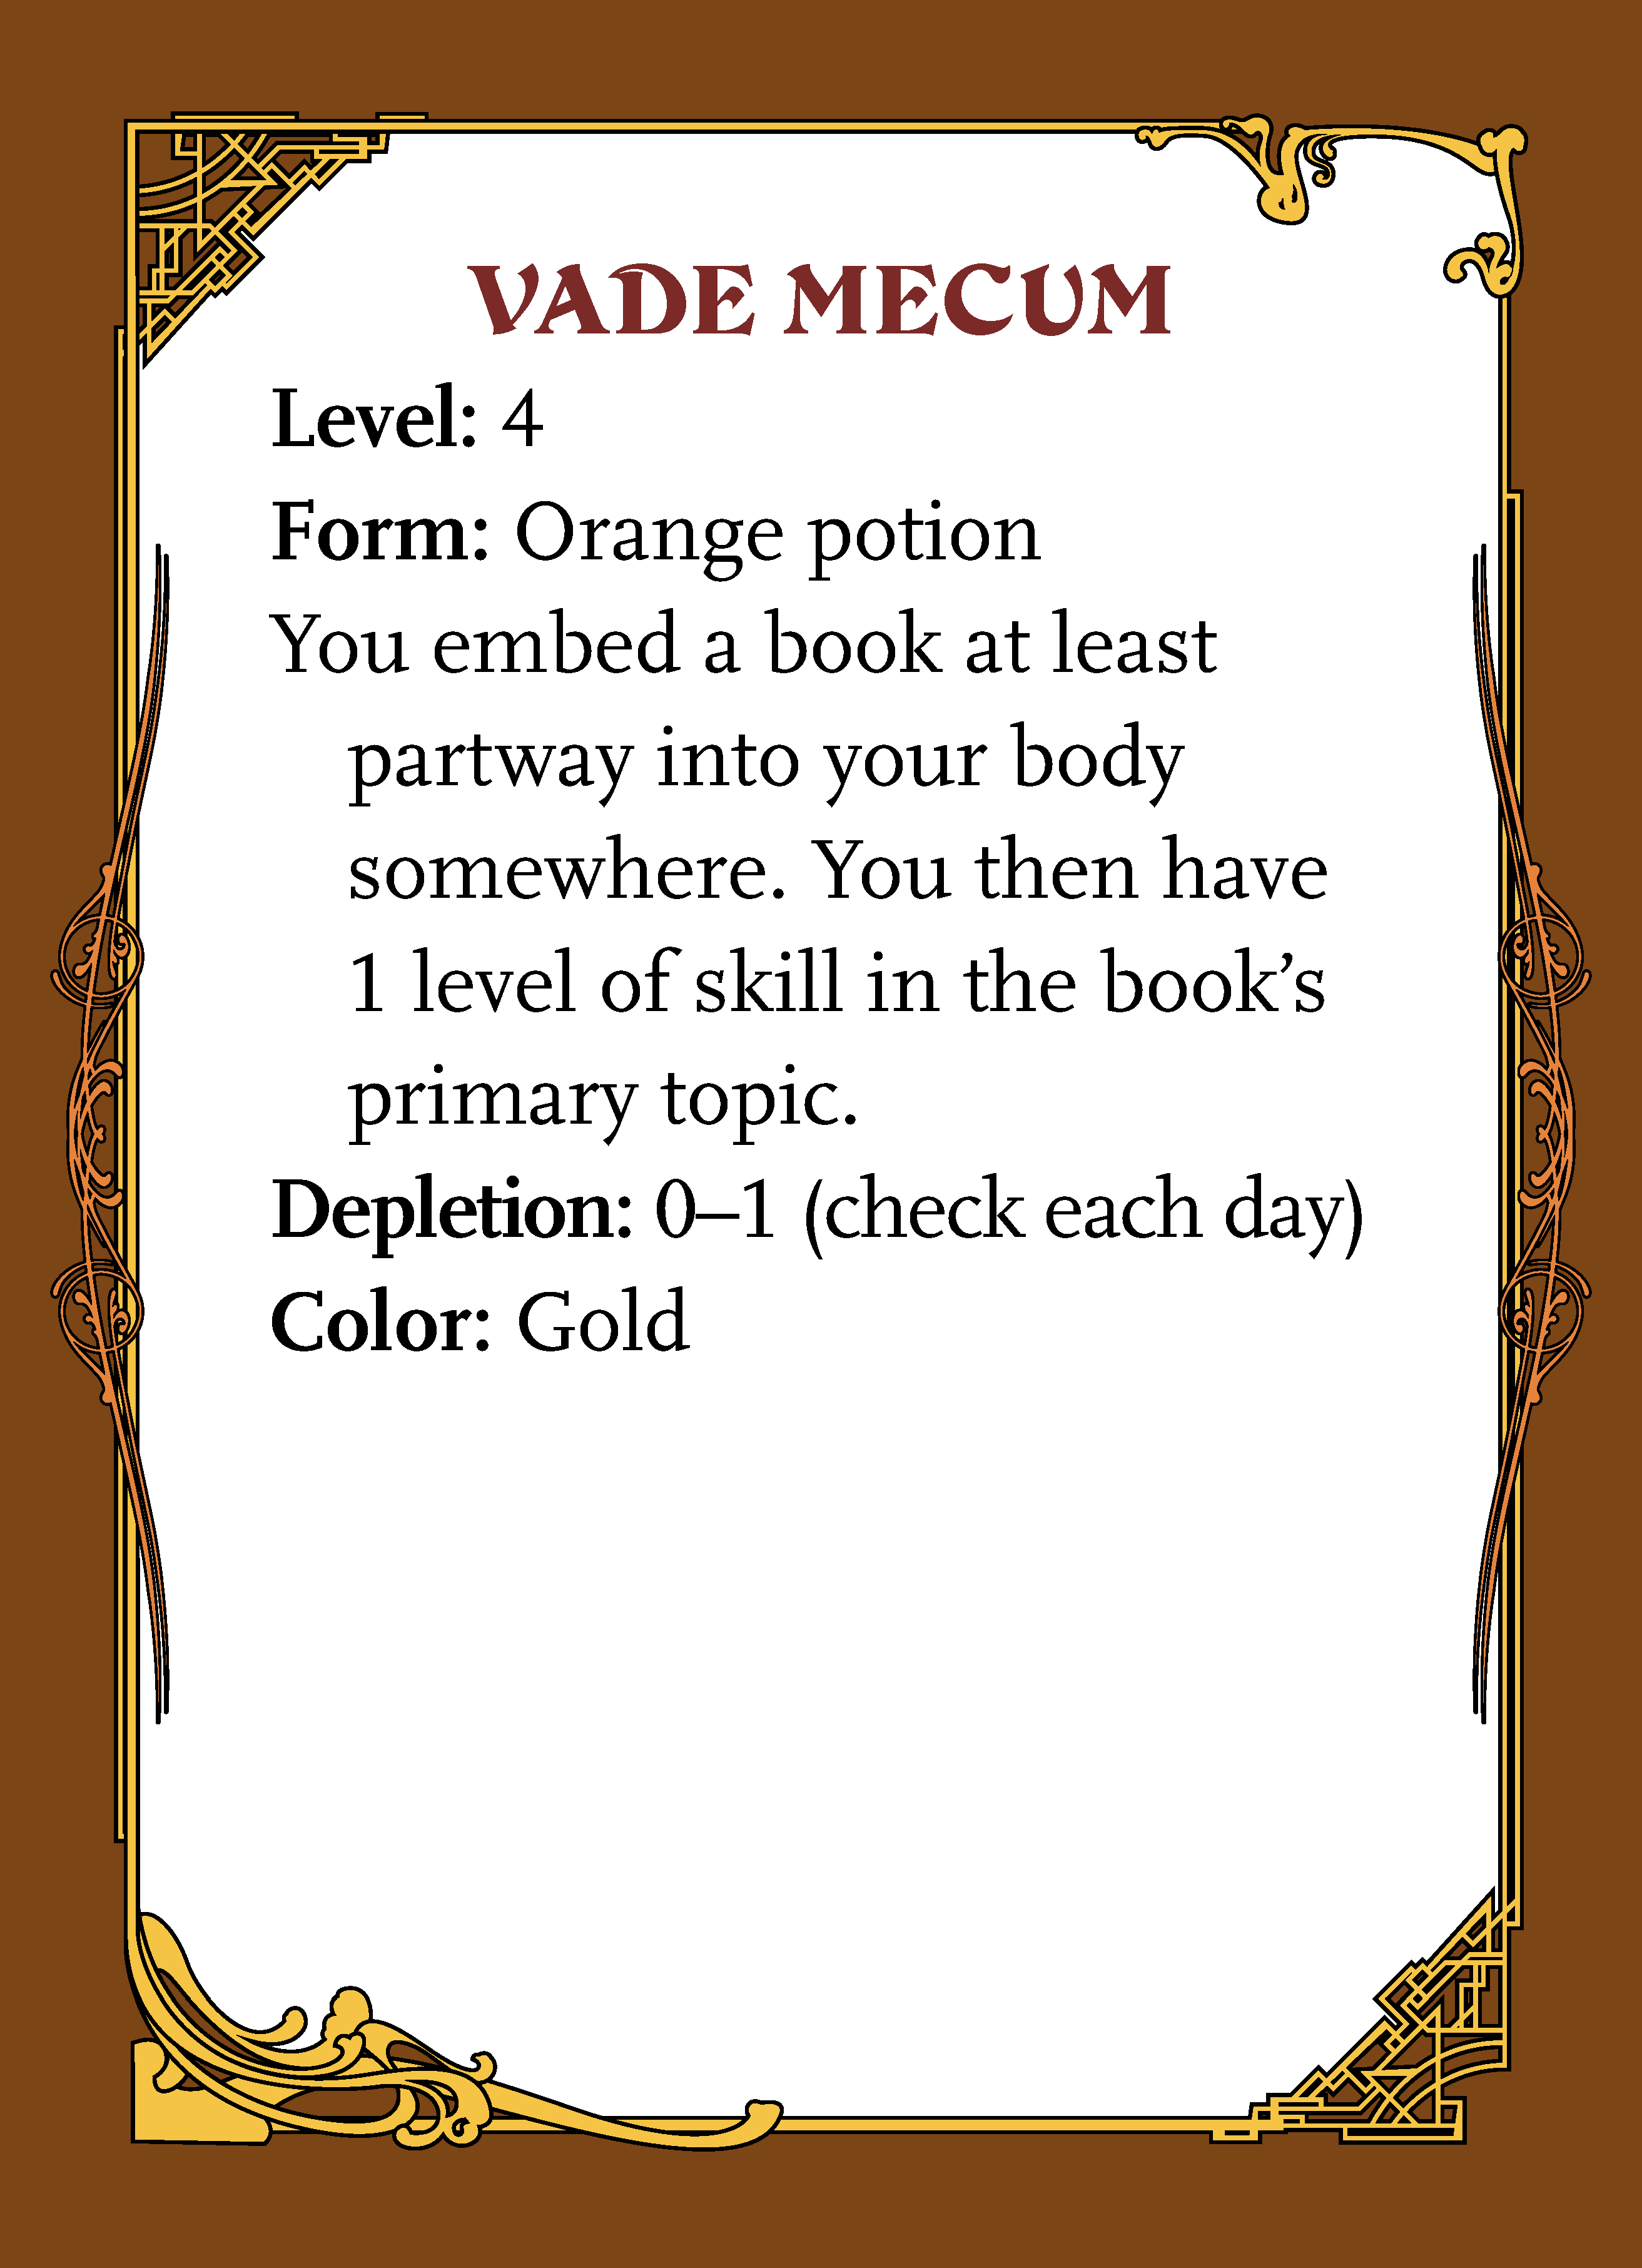 VADE MECUM
Level: 4
Form: Orange potion
You embed a book at least
partway into your body
somewhere. You then have
1 level of skill in the book’s
primary topic.
Depletion: 0–1 (check each day)
Color: Gold